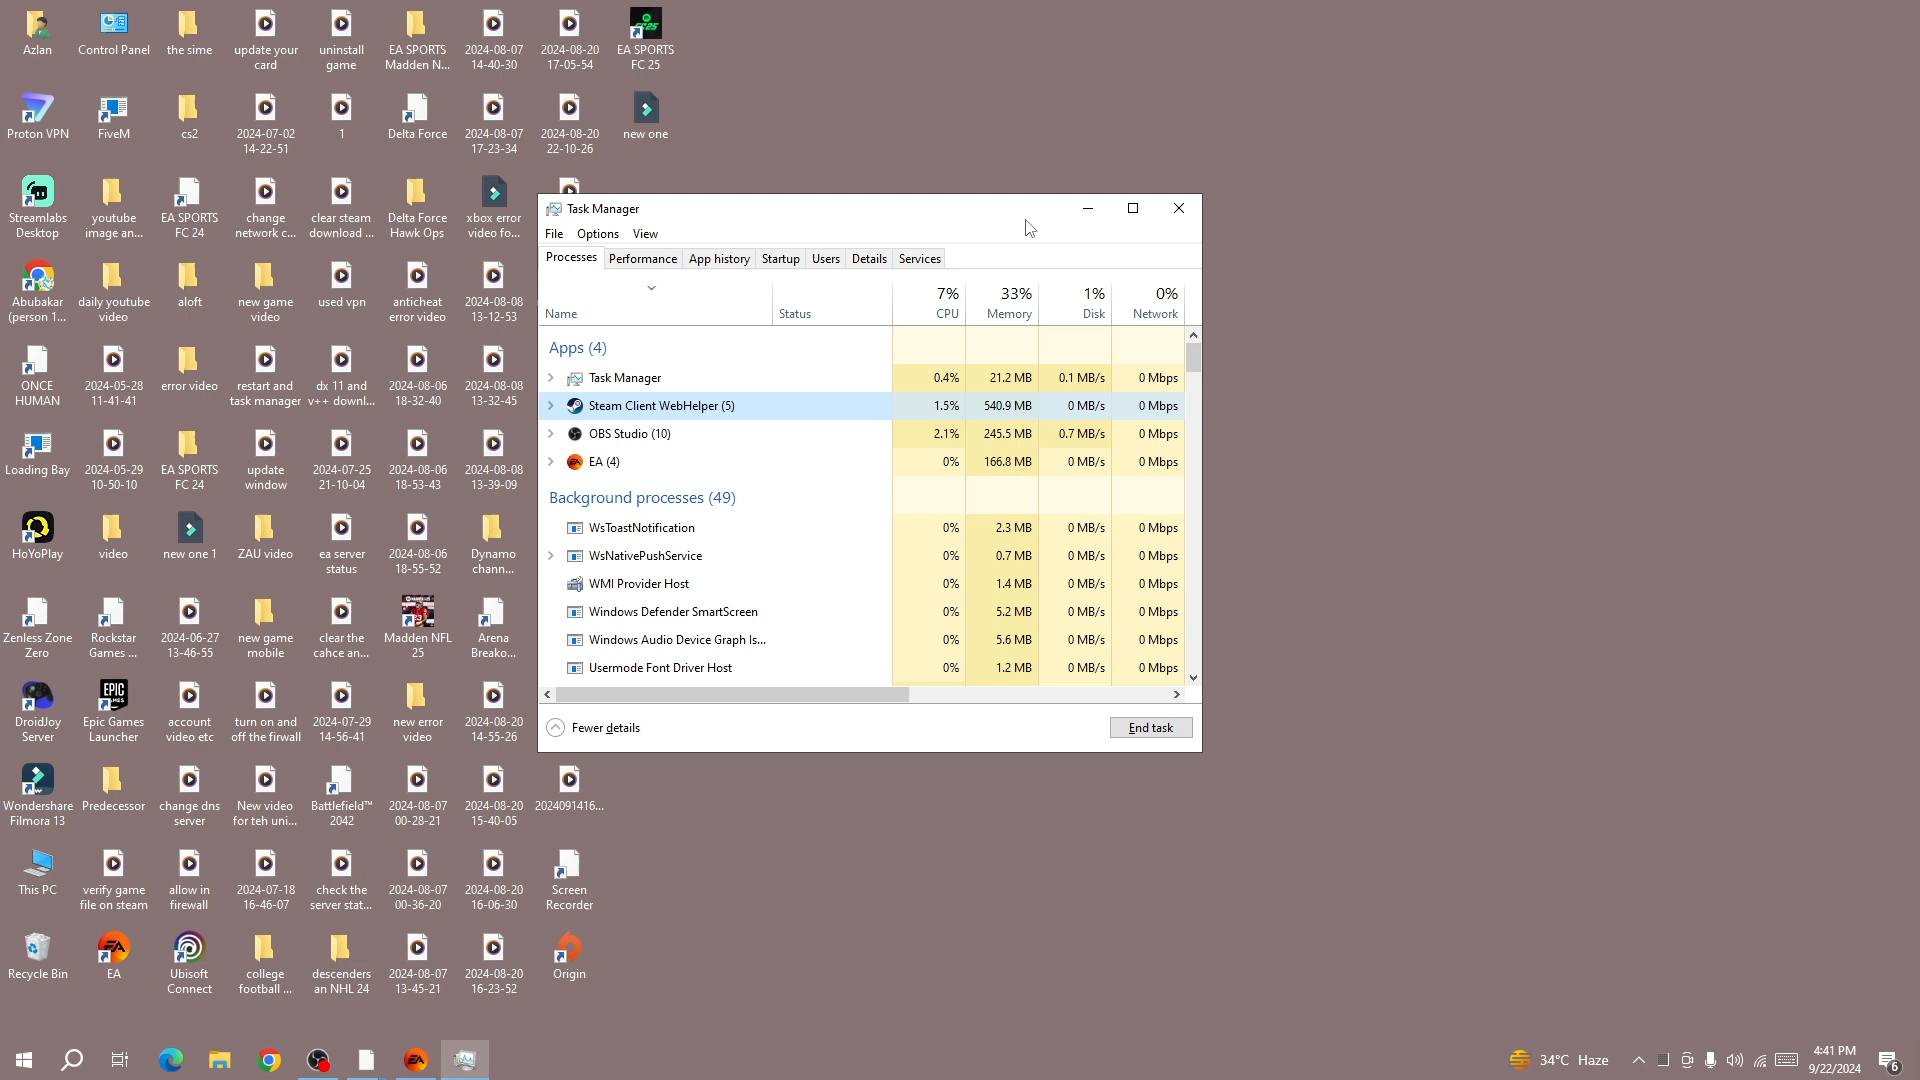 Azlan
Control Panel
the sime
update your
card
uninstall
game
EA SPORTS
Madden N...
2024-08-07
14-40-30
2024-08-20
17-05-54
EA SPORTS
FC 25
Proton VPN
FiveM
cs2
2024-07-02
14-22-51
1
Delta Force
2024-08-07
17-23-34
2024-08-20
22-10-26
new one
Streamlabs
Desktop
youtube
image an...
EA SPORTS
FC 24
change
network c...
clear steam
download ...
Delta Force
Hawk Ops
xbox error
video fo...
Abubakar
(person 1...
daily youtube
video
aloft
new game
video
used vpn
anticheat
error video
2024-08-08
13-12-53
ONCE
HUMAN
2024-05-28
11-41-41
error video
restart and
task manager
dx 11 and
v++ downl...
2024-08-06
18-32-40
2024-08-08
13-32-45
Loading Bay
2024-05-29
10-50-10
EA SPORTS
FC 24
update
window
2024-07-25
21-10-04
2024-08-06
18-53-43
2024-08-08
13-39-09
HoYoPlay
video
new one 1
ZAU video
ea server
status
2024-08-06
18-55-52
Dynamo
chann...
Zenless Zone
Zero
Rockstar
Games ...
2024-06-27
13-46-55
new game
mobile
clear the
cahce an...
Madden NFL
25
Arena
Breako...
DroidJoy
Server
EPIC
GAMES
Epic Games
Launcher
account
video etc
turn on and
off the firwall
2024-07-29
14-56-41
new error
video
2024-08-20
14-55-26
Wondershare
Filmora 13
Predecessor
change dns
server
New video
for teh uni...
Battlefield™
2042
2024-08-07
00-28-21
2024-08-20
15-40-05
2024091416...
This PC
verify game
file on steam
allow in
firewall
2024-07-18
16-46-07
check the
server stat...
2024-08-07
00-36-20
2024-08-20
16-06-30
Screen
Recorder
Recycle Bin
EA
Ubisoft
Connect
college
football ...
descenders
an NHL 24
2024-08-07
13-45-21
2024-08-20
16-23-52
Origin
Task Manager
File Options View
Processes Performance App history Startup Users Details Services
7% 33% 1% 0%
Name Status CPU Memory Disk Network
Apps (4)
Task Manager 0.4% 21.2 MB 0.1 MB/s 0 Mbps
Steam Client WebHelper (5) 1.5% 540.9 MB 0 MB/s 0 Mbps
OBS Studio (10) 2.1% 245.5 MB 0.7 MB/s 0 Mbps
EA (4) 0% 166.8 MB 0 MB/s 0 Mbps
Background processes (49)
WsToastNotification 0% 2.3 MB 0 MB/s 0 Mbps
WsNativePushService 0% 0.7 MB 0 MB/s 0 Mbps
WMI Provider Host 0% 1.4 MB 0 MB/s 0 Mbps
Windows Defender SmartScreen 0% 5.2 MB 0 MB/s 0 Mbps
Windows Audio Device Graph Is... 0% 5.6 MB 0 MB/s 0 Mbps
Usermode Font Driver Host 0% 1.2 MB 0 MB/s 0 Mbps
Fewer details End task
34°C Haze
4:41 PM
9/22/2024
6